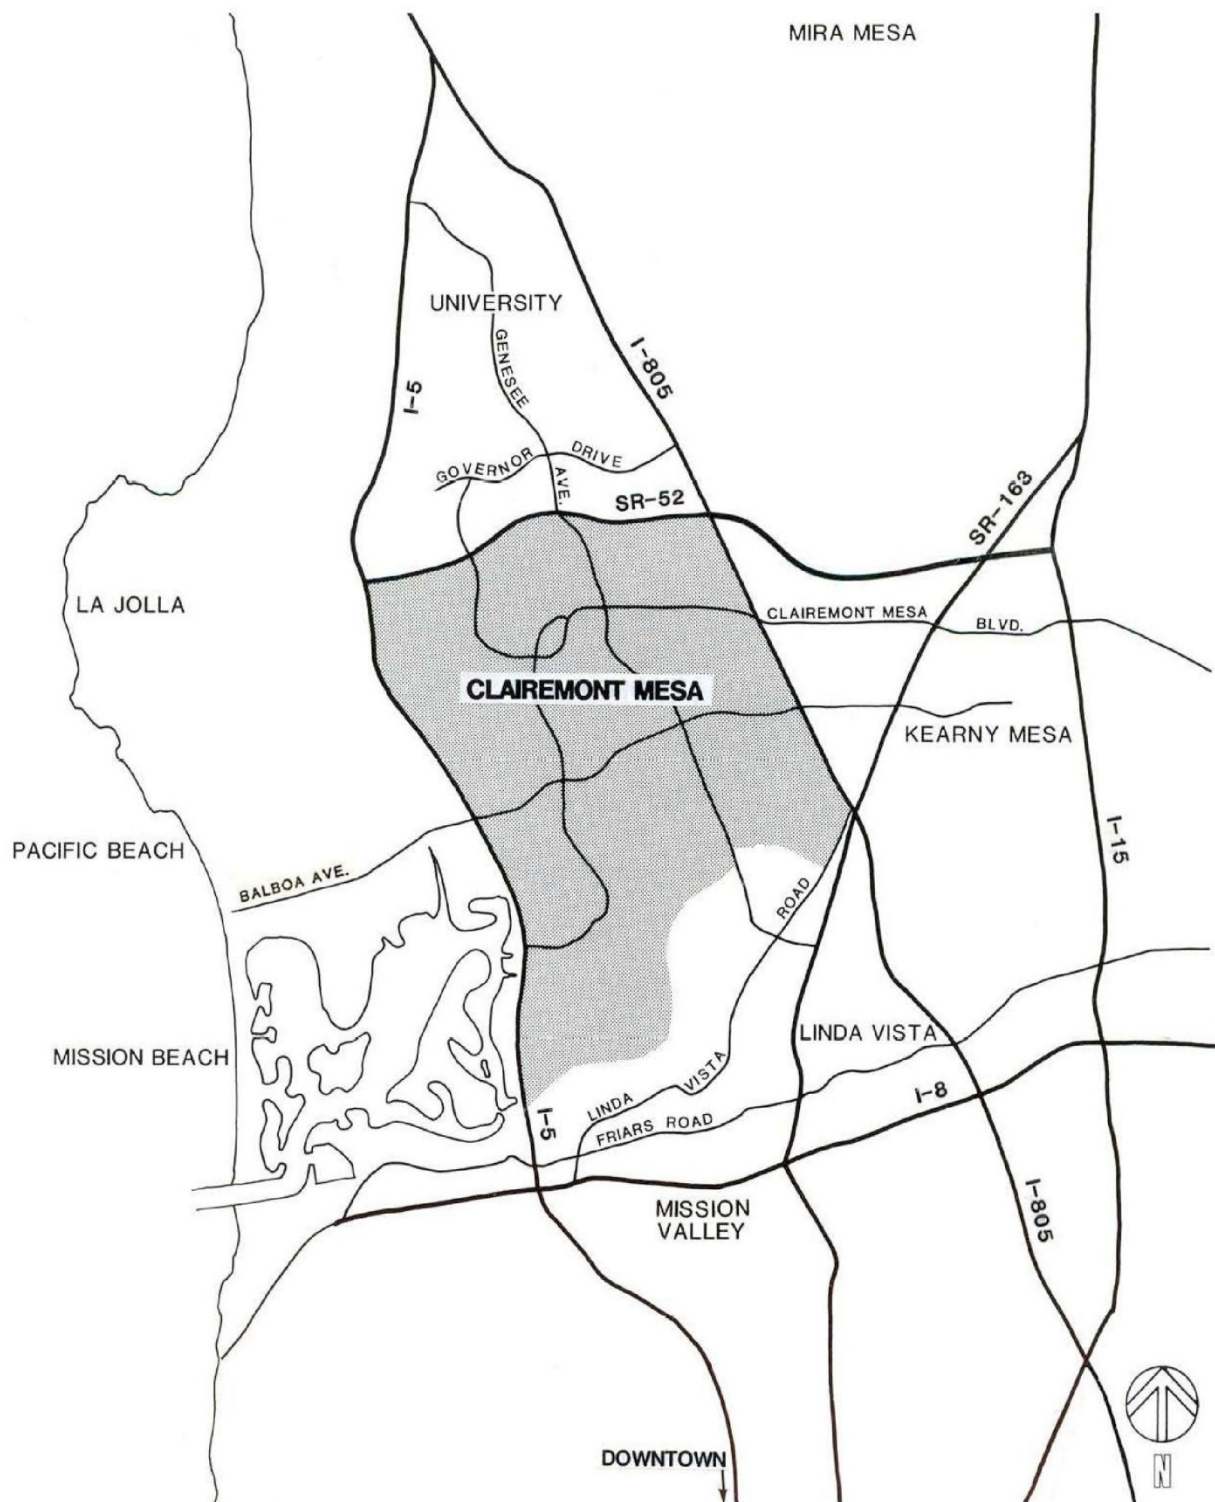 MIRA MESA
UNIVERSITY
GENESEE
AVE.
I-5
I-805
GOVERNOR
DRIVE
SR-52
SR-163
LA JOLLA
CLAIREMONT MESA
BLVD.
CLAIREMONT MESA
KEARNY MESA
I-15
PACIFIC BEACH
BALBOA AVE.
ROAD
MISSION BEACH
LINDA VISTA
LINDA
VISTA
I-8
I-5
FRIARS ROAD
MISSION
VALLEY
I-805
DOWNTOWN
N